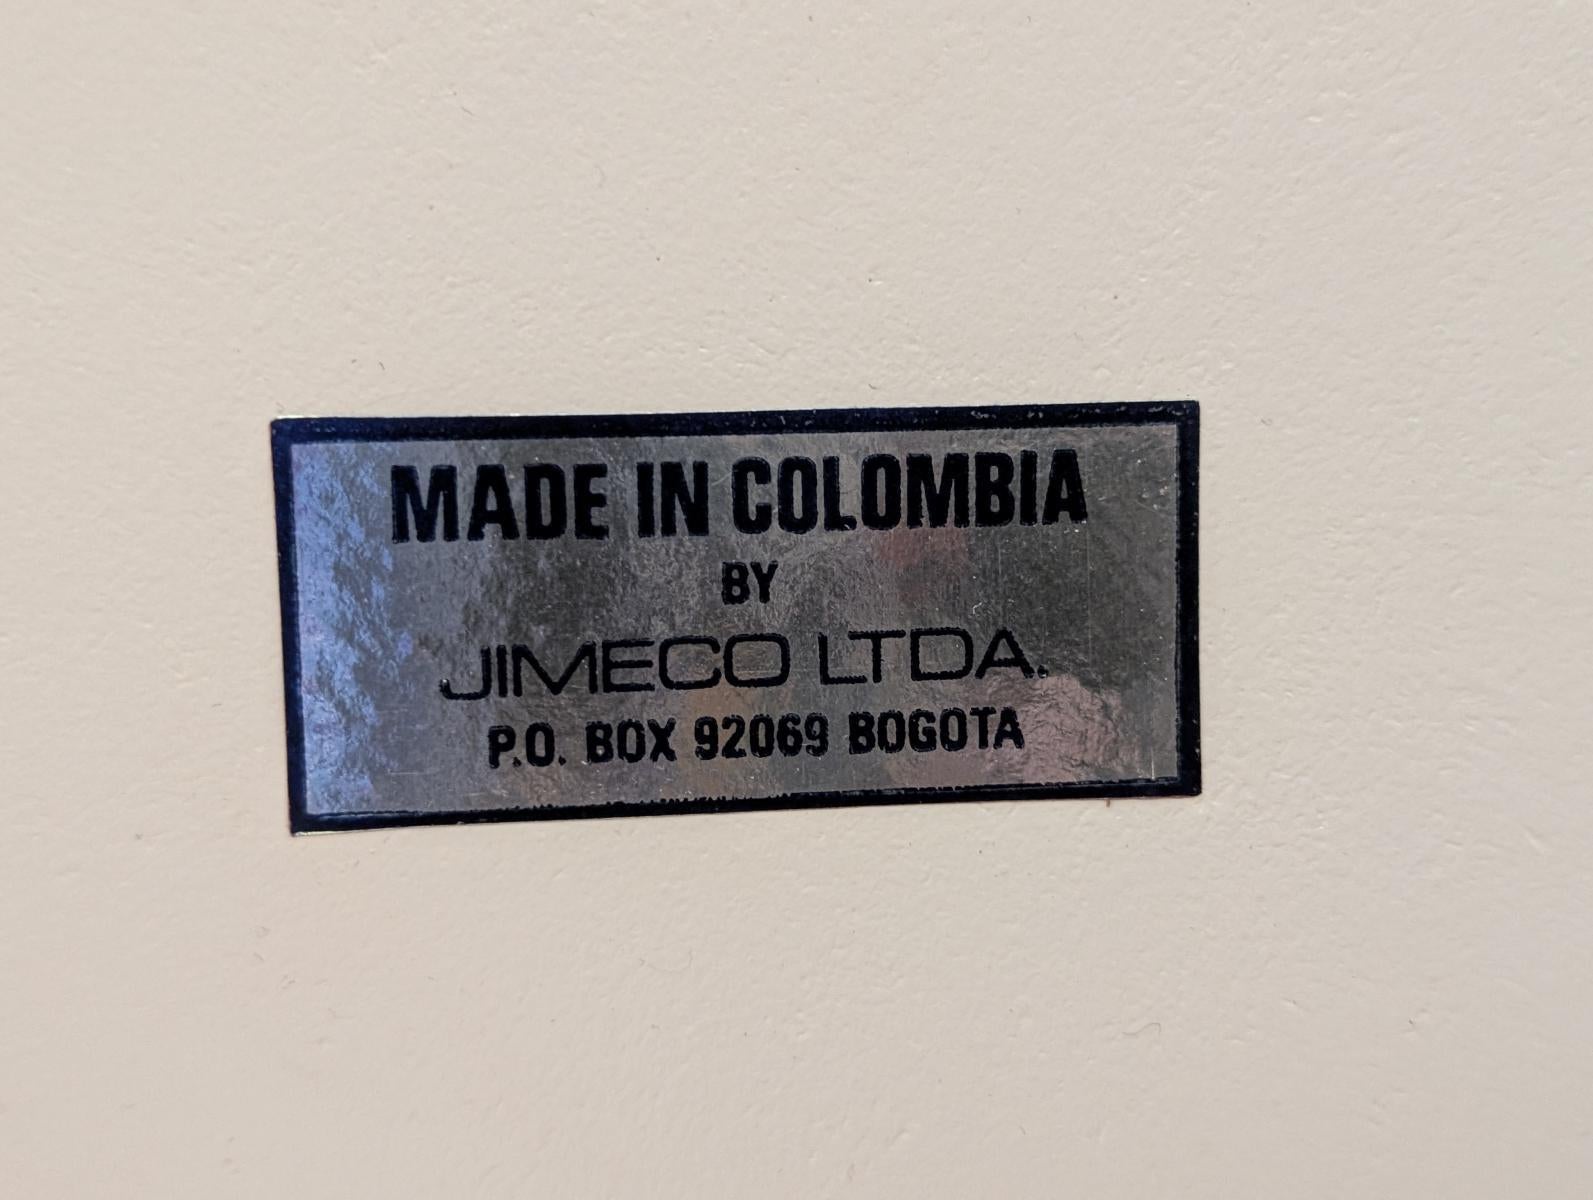 MADE IN COLOMBIA
BY
JIMECO LTDA.
P.O. BOX 92069 BOGOTA